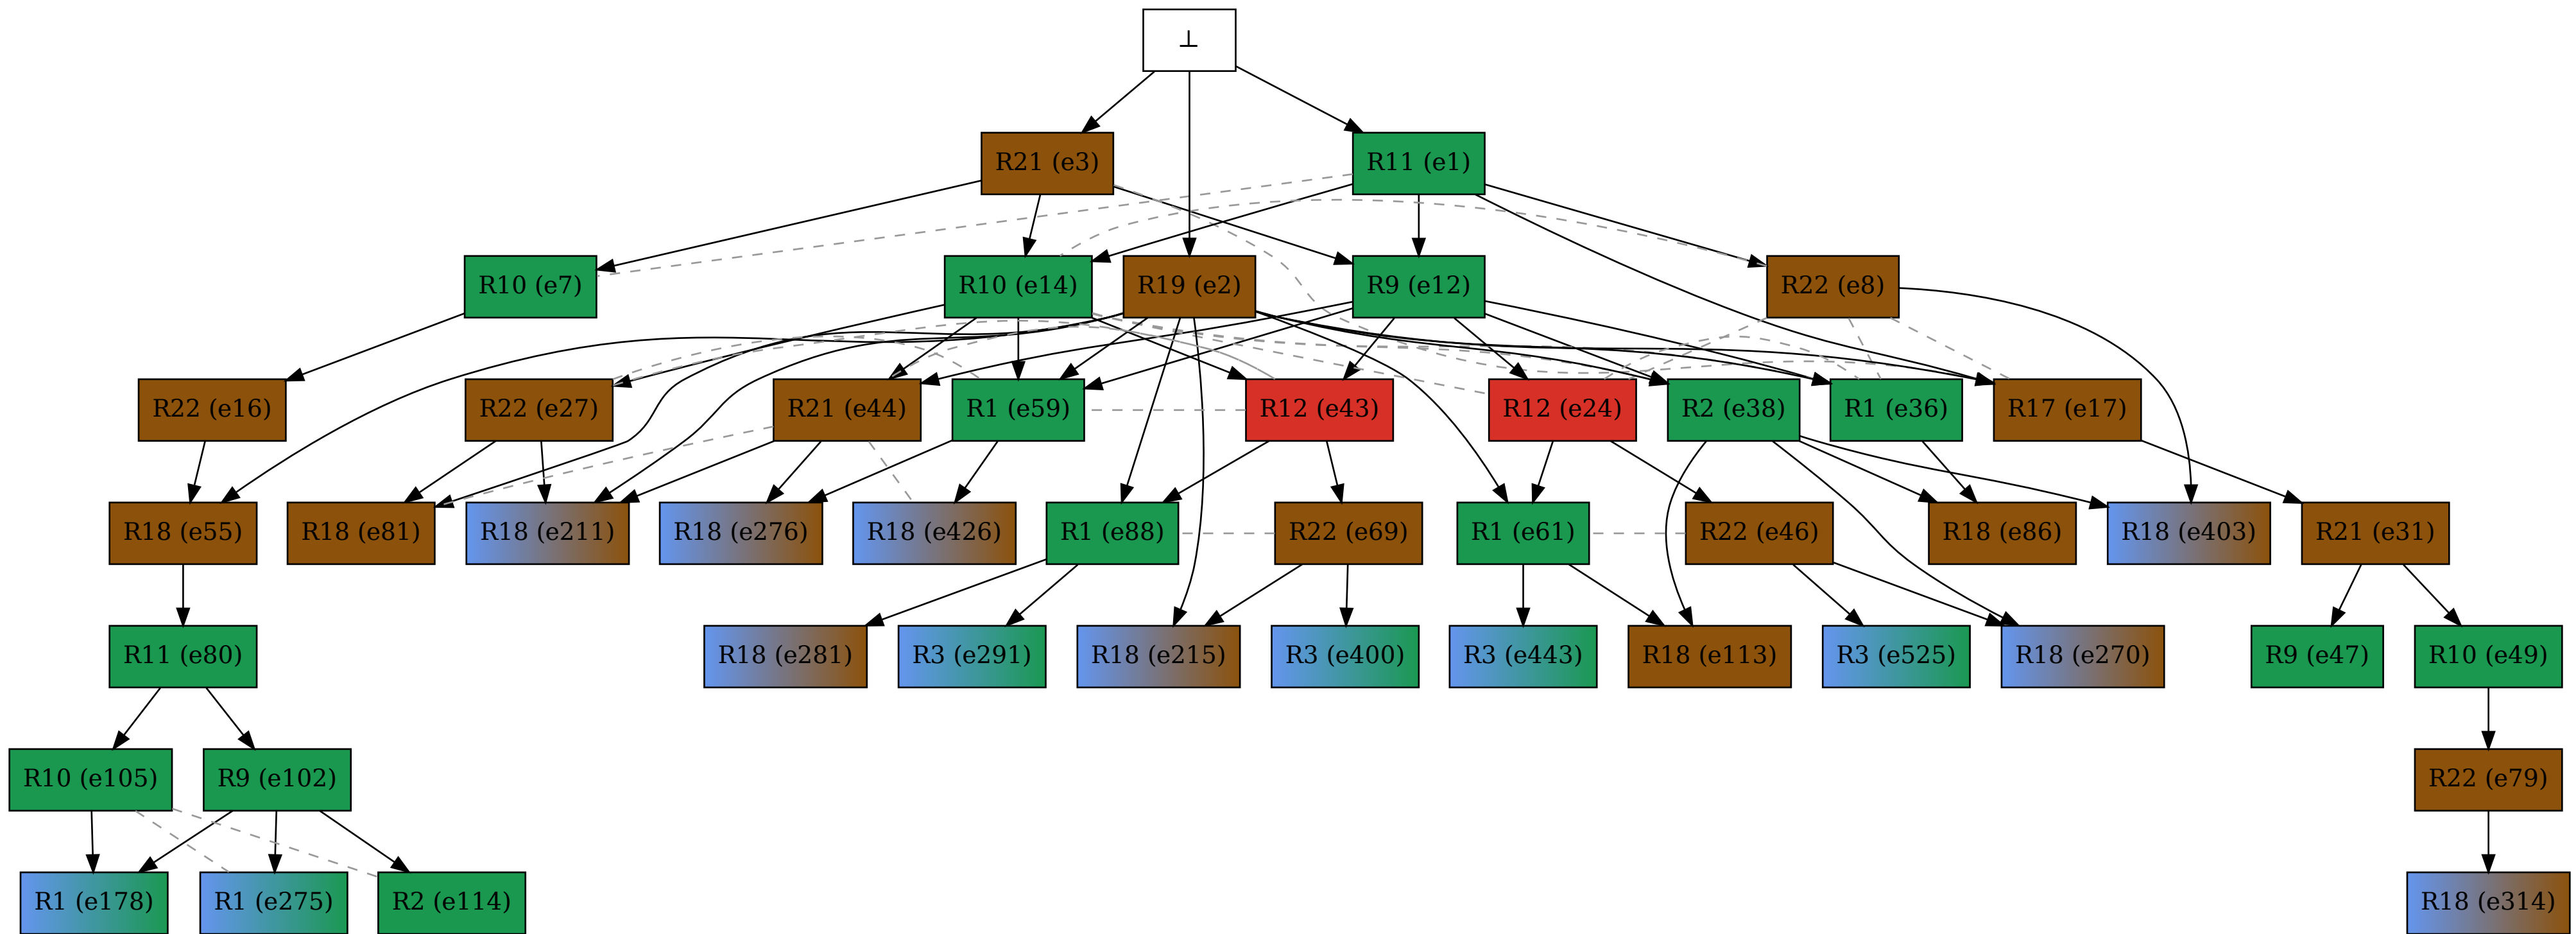 ⊥
R21 (e3)
R11 (e1)
R10 (e7)
R10 (e14)
R19 (e2)
R9 (e12)
R22 (e8)
R22 (e16)
R22 (e27)
R21 (e44)
R1 (e59)
R12 (e43)
R12 (e24)
R2 (e38)
R1 (e36)
R17 (e17)
R18 (e55)
R18 (e81)
R18 (e211)
R18 (e276)
R18 (e426)
R1 (e88)
R22 (e69)
R1 (e61)
R22 (e46)
R18 (e86)
R18 (e403)
R21 (e31)
R11 (e80)
R18 (e281)
R3 (e291)
R18 (e215)
R3 (e400)
R3 (e443)
R18 (e113)
R3 (e525)
R18 (e270)
R9 (e47)
R10 (e49)
R10 (e105)
R9 (e102)
R22 (e79)
R1 (e178)
R1 (e275)
R2 (e114)
R18 (e314)